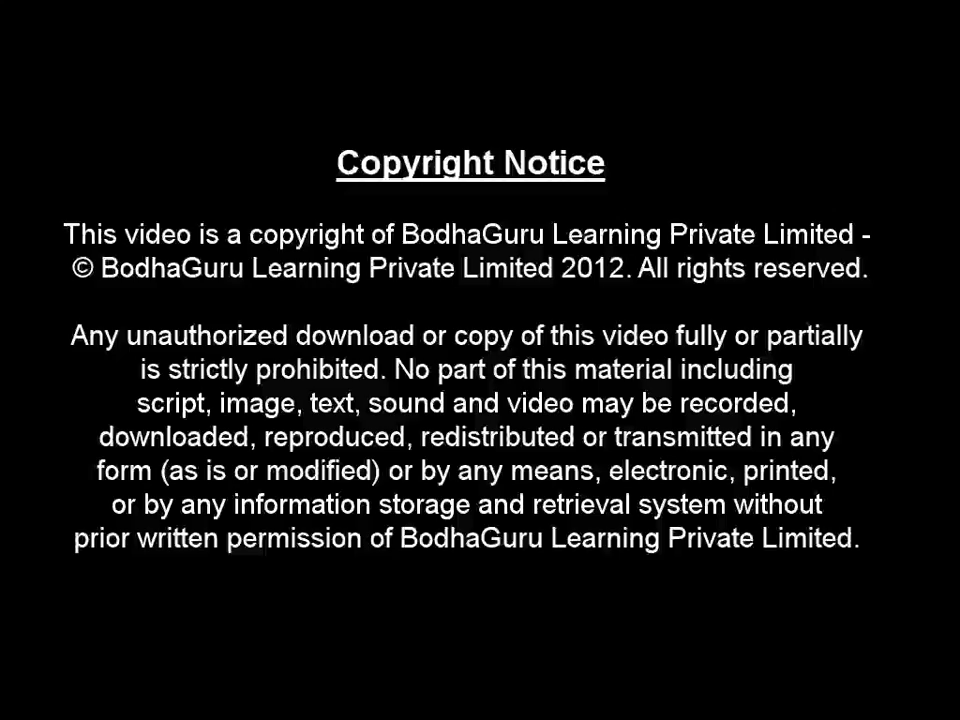 Copyright Notice
This video is a copyright of BodhaGuru Learning Private Limited -
© BodhaGuru Learning Private Limited 2012. All rights reserved.
Any unauthorized download or copy of this video fully or partially
is strictly prohibited. No part of this material including
script, image, text, sound and video may be recorded,
downloaded, reproduced, redistributed or transmitted in any
form (as is or modified) or by any means, electronic, printed,
or by any information storage and retrieval system without
prior written permission of BodhaGuru Learning Private Limited.